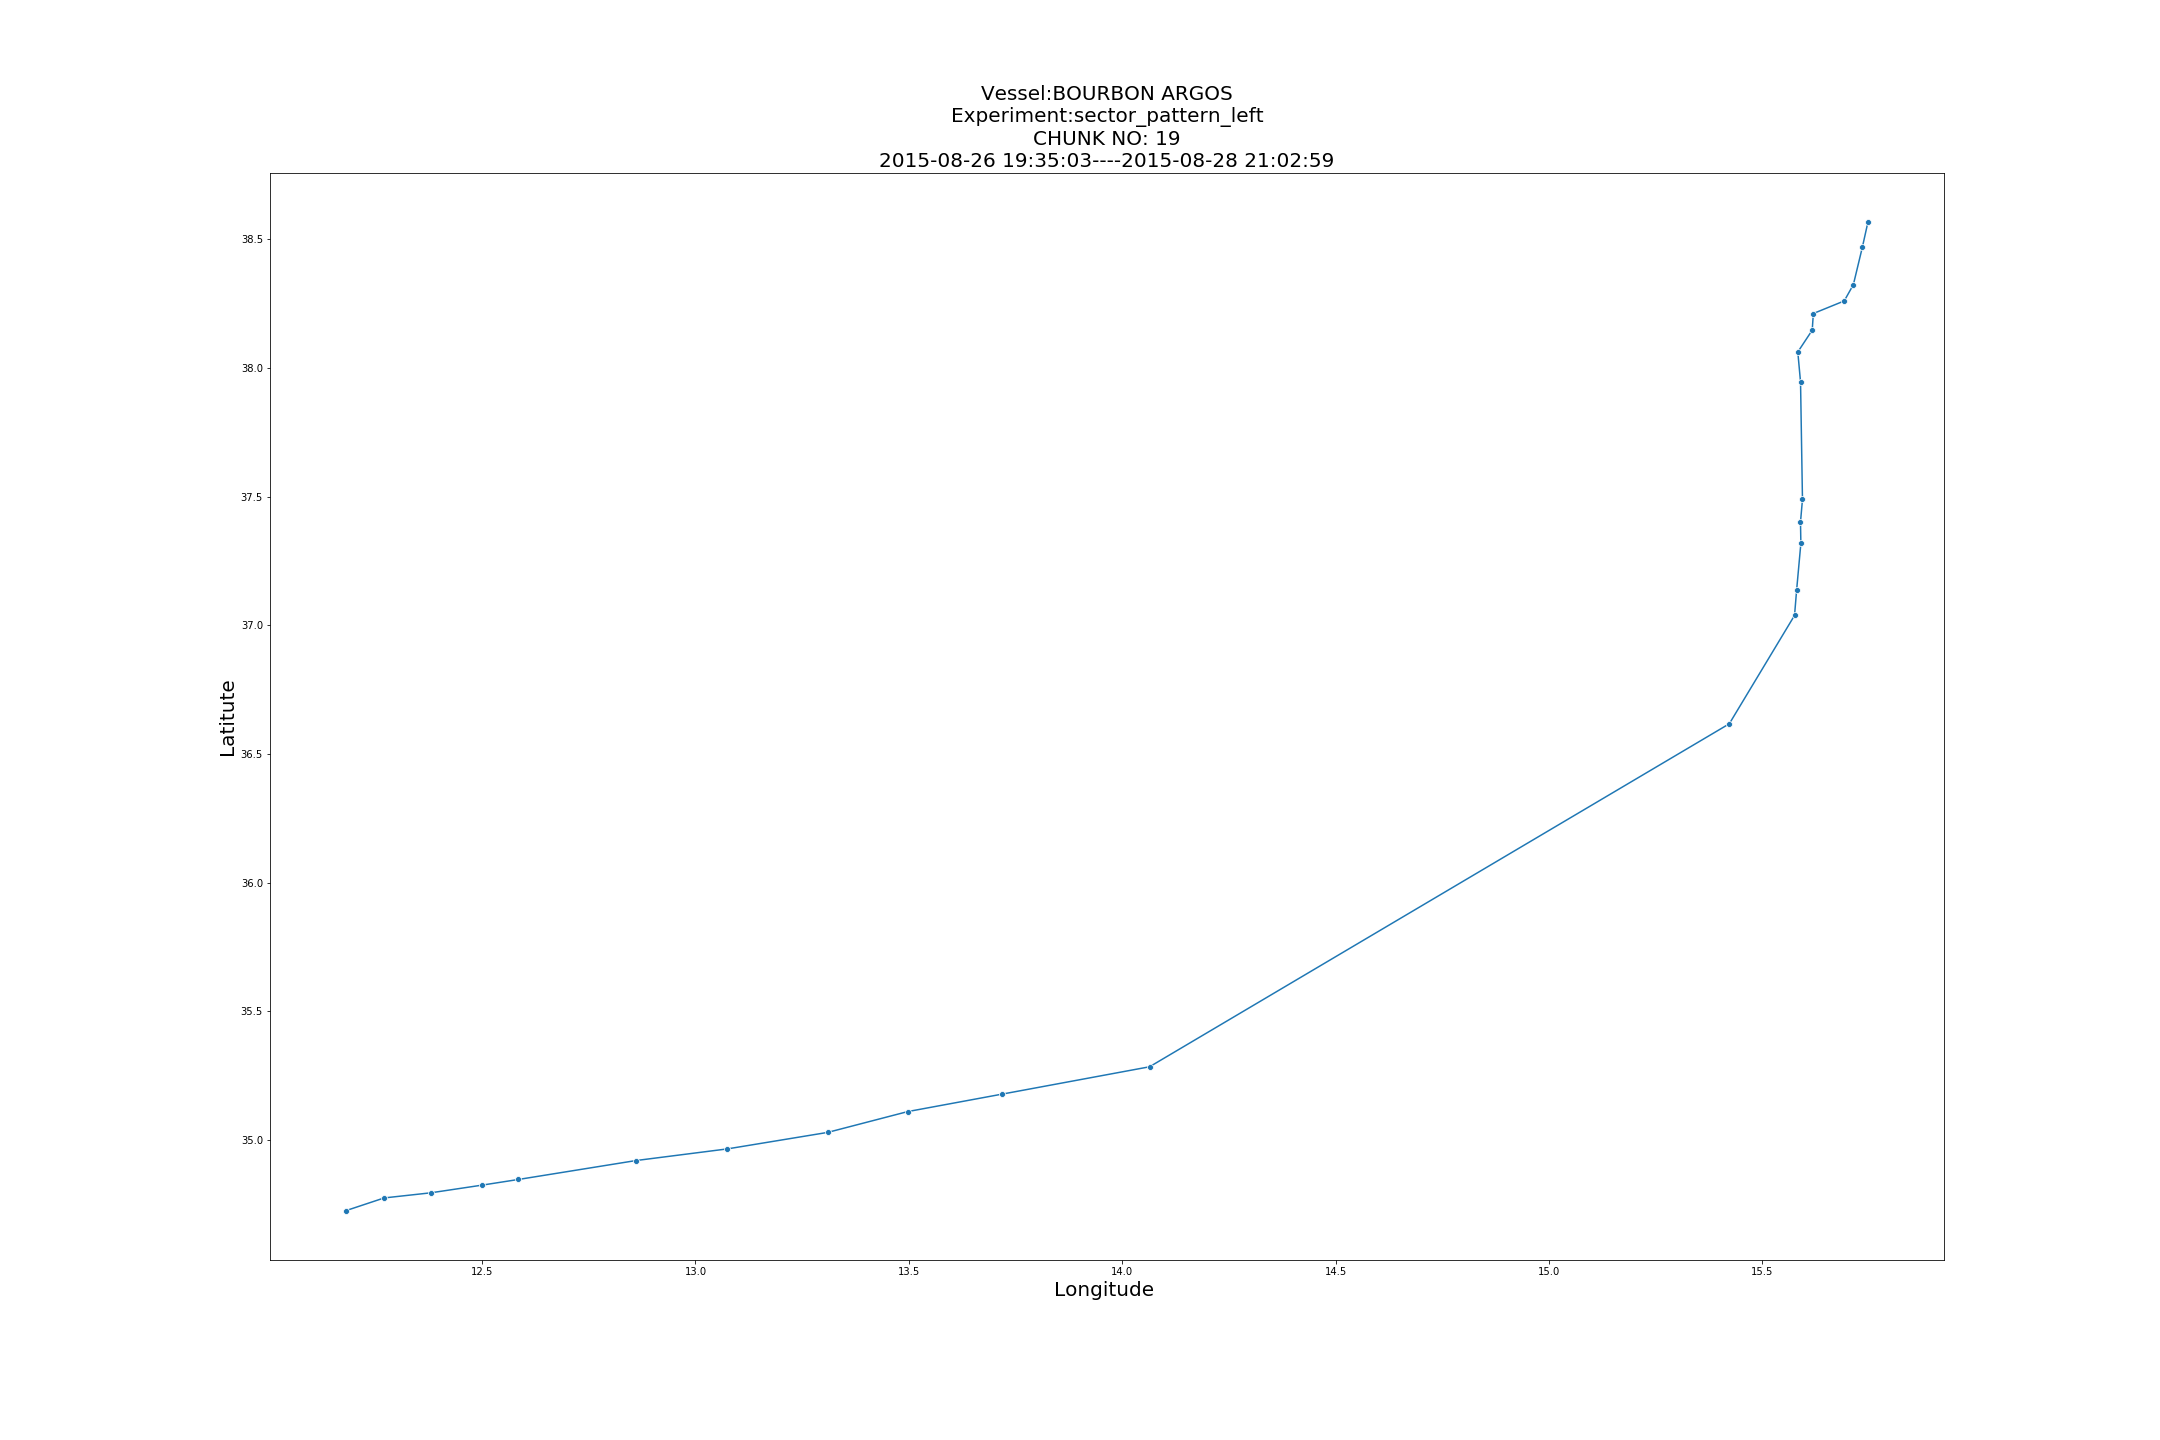 Vessel:BOURBON ARGOS
Experiment:sector_pattern_left
CHUNK NO: 19
2015-08-26 19:35:03----2015-08-28 21:02:59
38.5
38.0
37.5
37.0
36.5
36.0
35.5
35.0
Latitute
12.5 13.0 13.5 14.0 14.5 15.0 15.5
Longitude